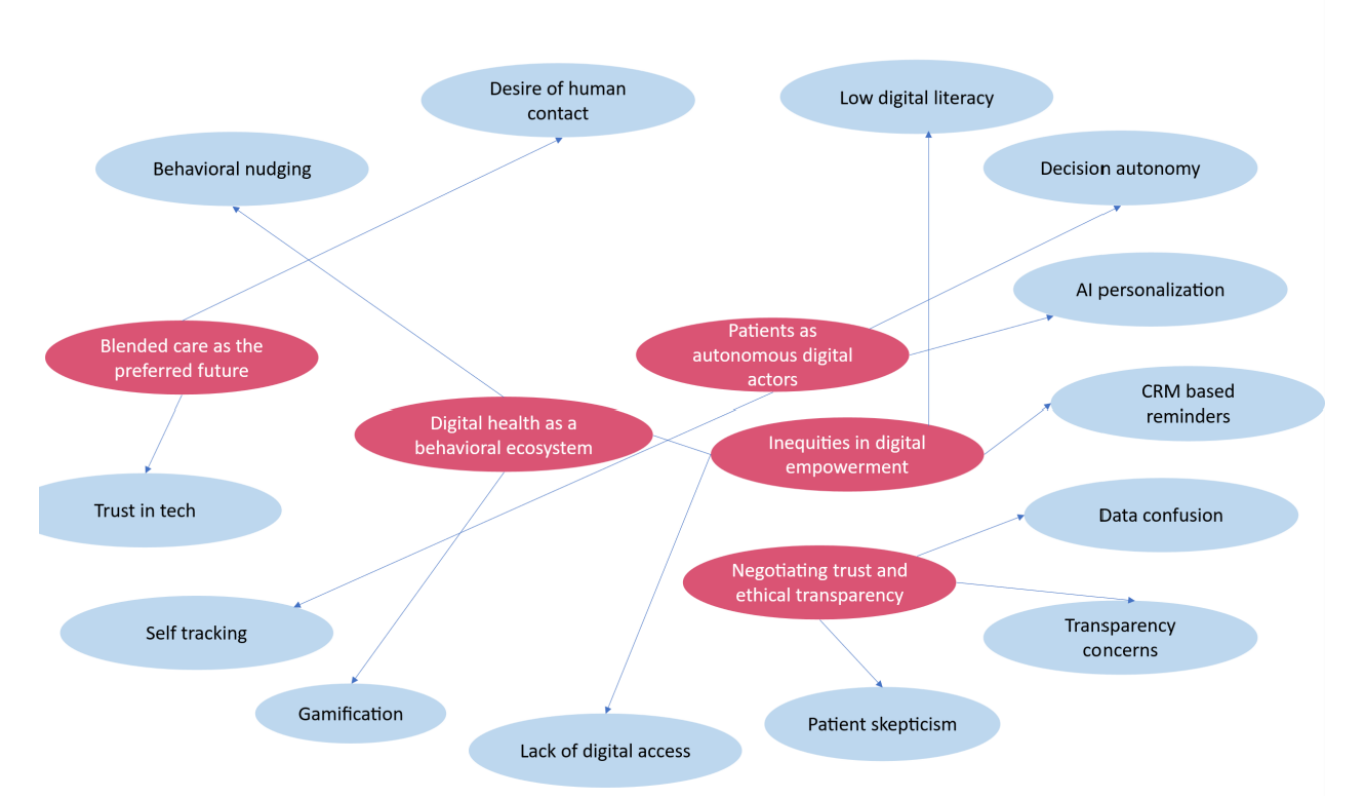 Desire of human
contact
Low digital literacy
Behavioral nudging
Decision autonomy
AI personalization
Blended care as the
preferred future
Patients as
autonomous digital
actors
CRM based
reminders
Digital health as a
behavioral ecosystem
Inequities in digital
empowerment
Trust in tech
Data confusion
Negotiating trust and
ethical transparency
Self tracking
Transparency
concerns
Gamification
Patient skepticism
Lack of digital access